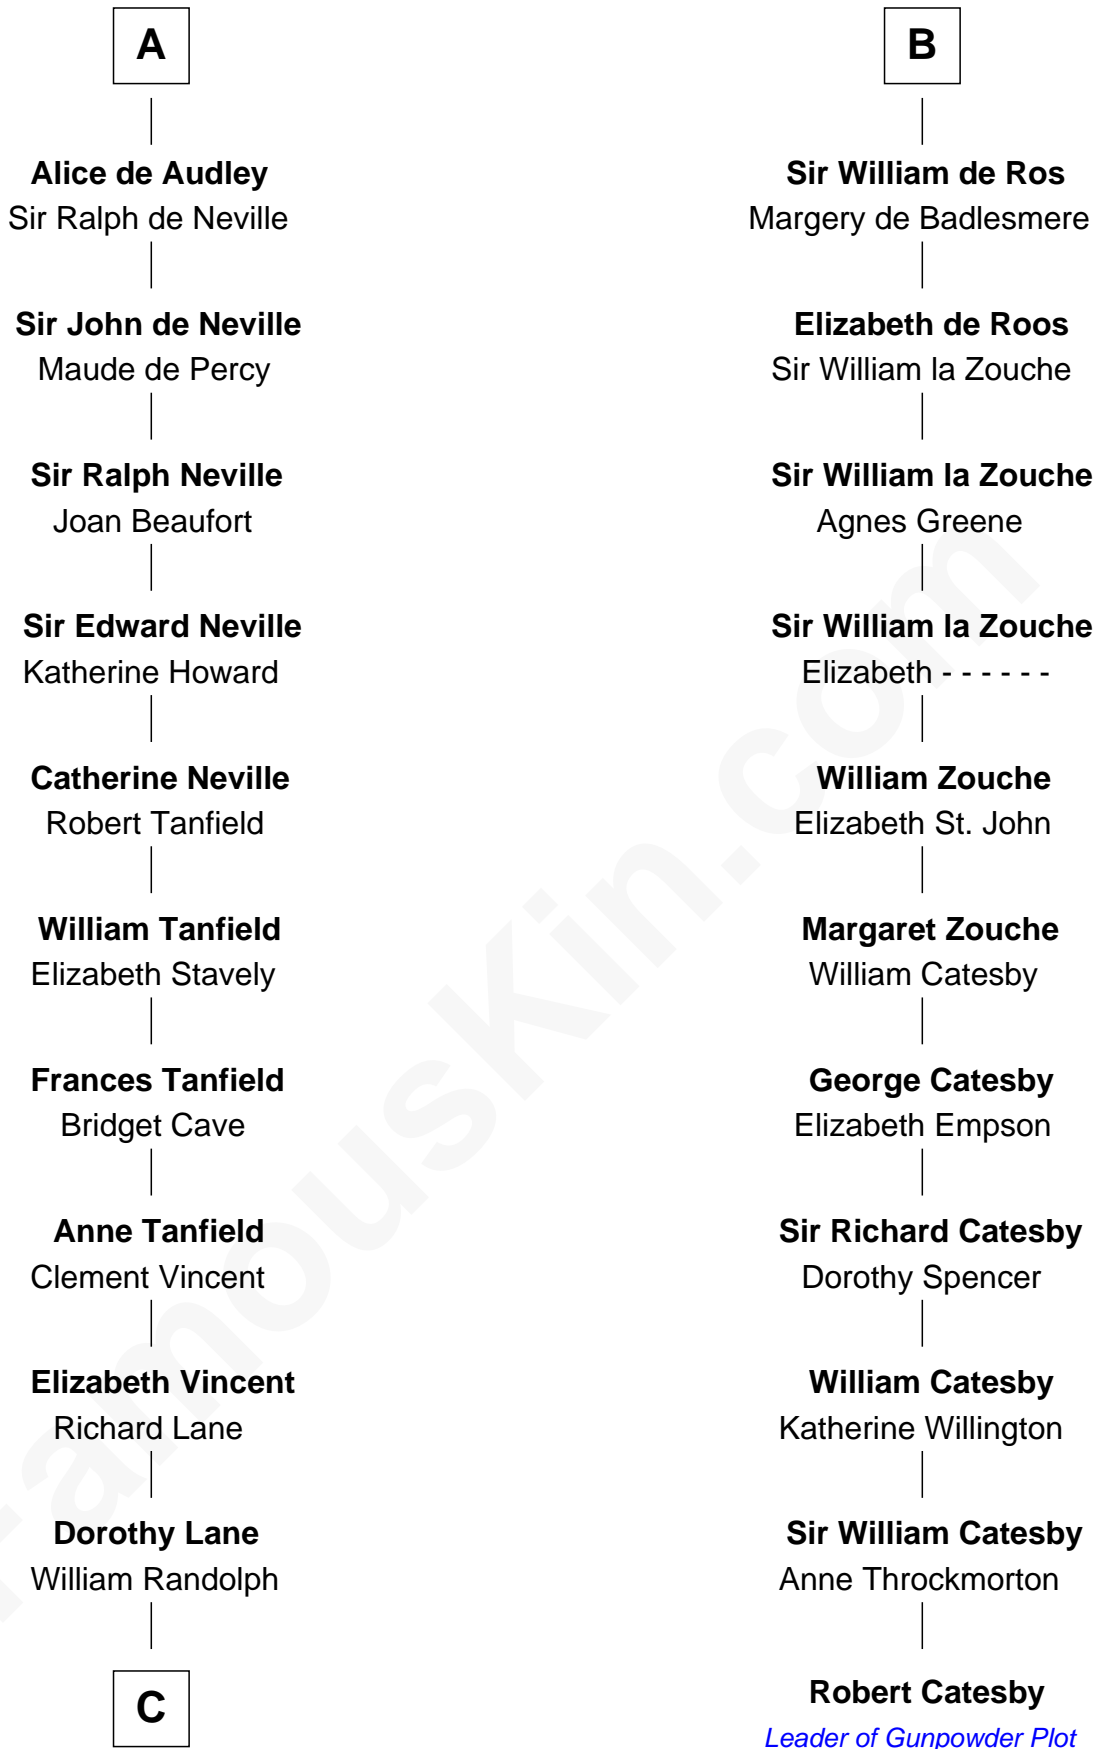 A
Alice de Audley
Sir Ralph de Neville
Sir John de Neville
Maude de Percy
Sir Ralph Neville
Joan Beaufort
Sir Edward Neville
Katherine Howard
Catherine Neville
Robert Tanfield
William Tanfield
Elizabeth Stavely
Frances Tanfield
Bridget Cave
Anne Tanfield
Clement Vincent
Elizabeth Vincent
Richard Lane
Dorothy Lane
William Randolph
C
B
Sir William de Ros
Margery de Badlesmere
Elizabeth de Roos
Sir William la Zouche
Sir William la Zouche
Agnes Greene
Sir William la Zouche
Elizabeth - - - - - -
William Zouche
Elizabeth St. John
Margaret Zouche
William Catesby
George Catesby
Elizabeth Empson
Sir Richard Catesby
Dorothy Spencer
William Catesby
Katherine Willington
Sir William Catesby
Anne Throckmorton
Robert Catesby
Leader of Gunpowder Plot
FamousKin.com